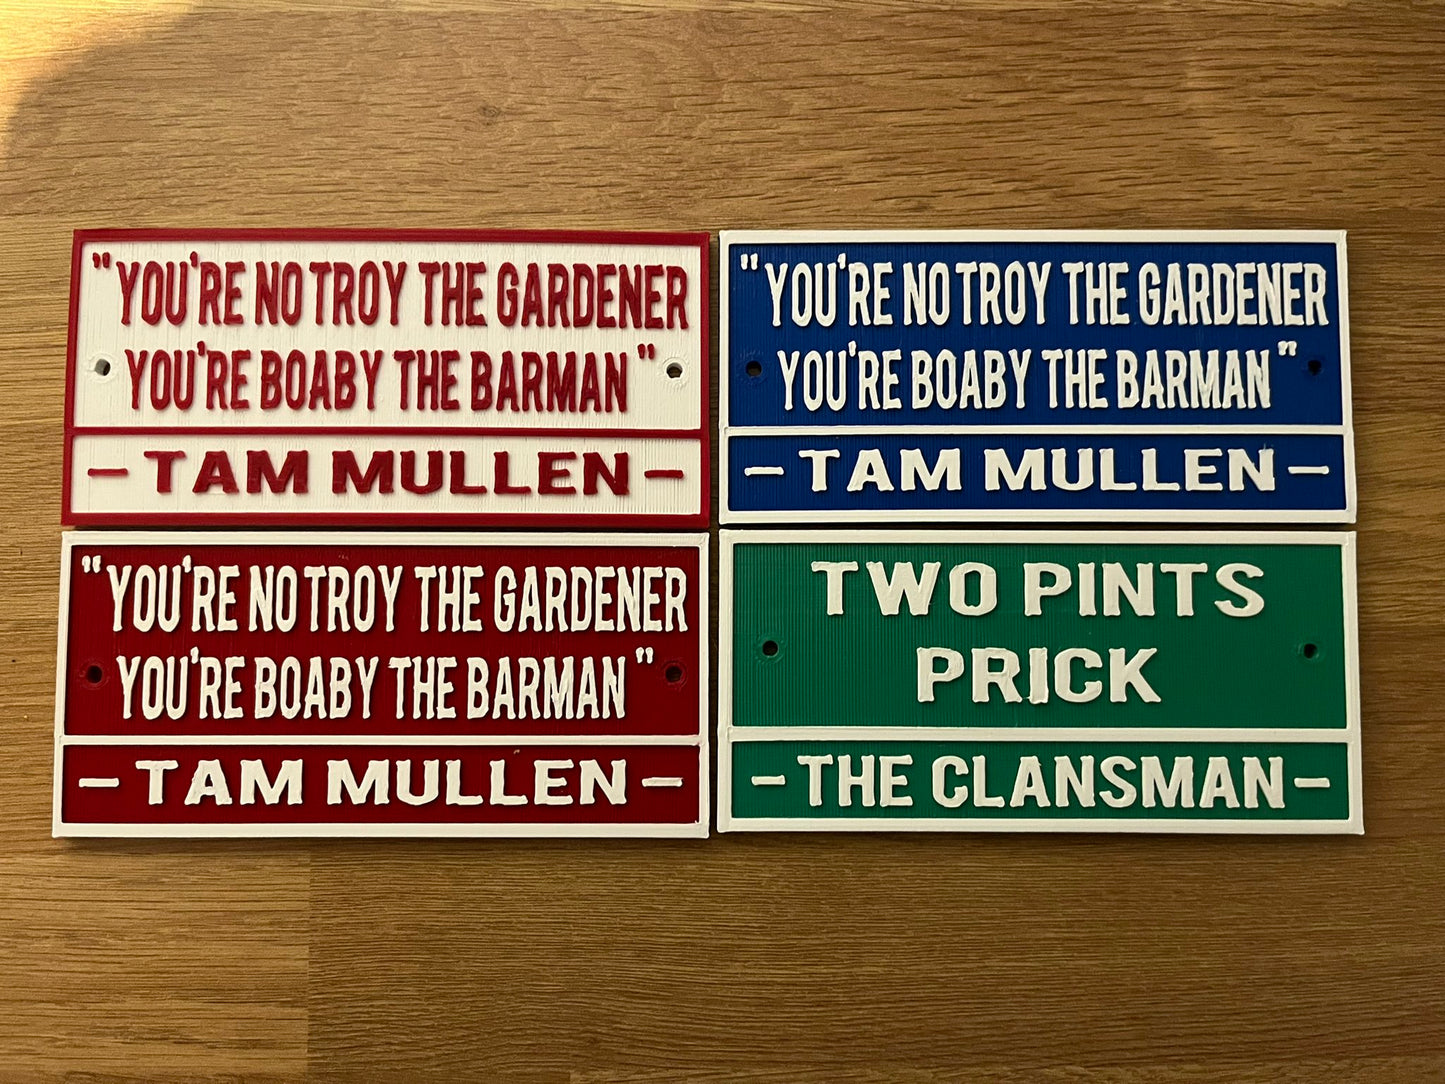 "YOU'RE NO TROY THE GARDENER
YOU'RE BOABY THE BARMAN"
- TAM MULLEN -
"YOU'RE NO TROY THE GARDENER
YOU'RE BOABY THE BARMAN"
- TAM MULLEN -
"YOU'RE NO TROY THE GARDENER
YOU'RE BOABY THE BARMAN"
- TAM MULLEN -
TWO PINTS
PRICK
- THE CLANSMAN -